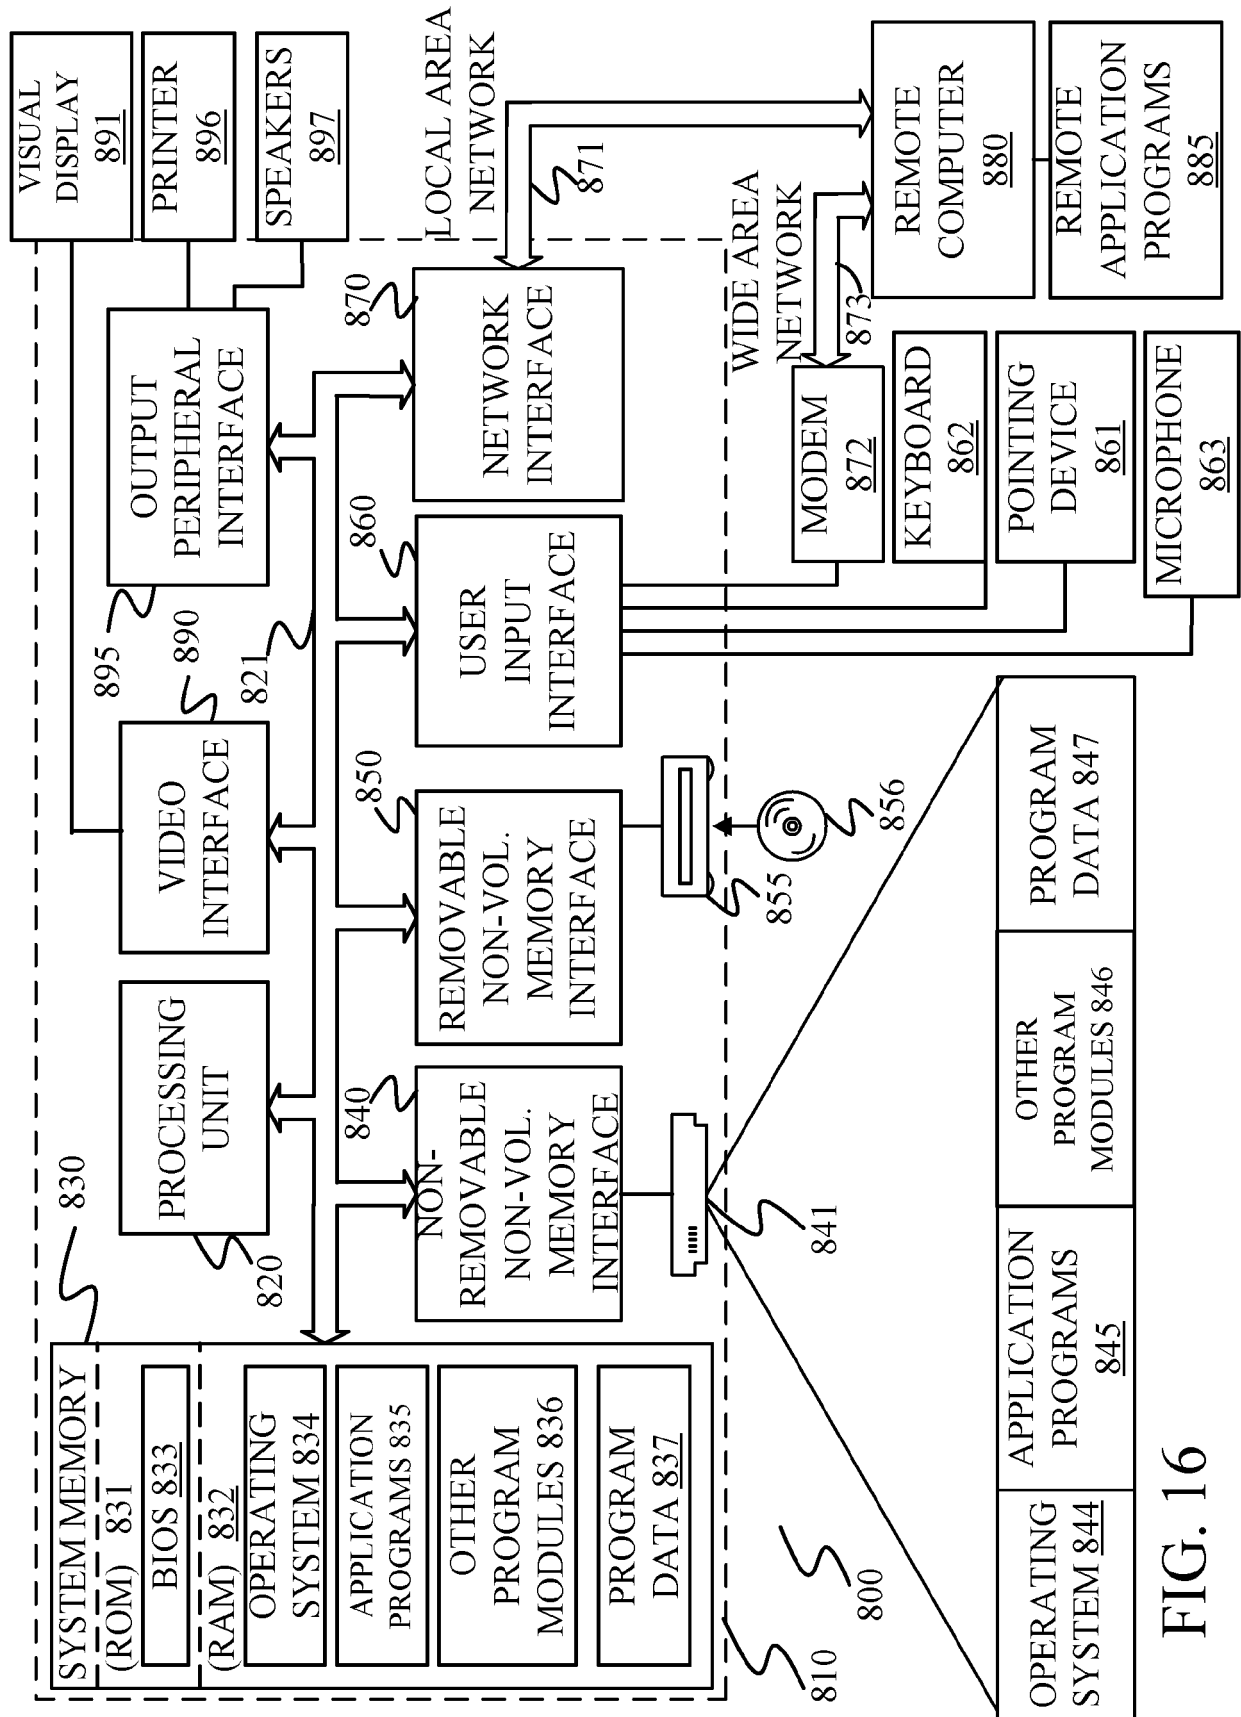 SYSTEM MEMORY
(ROM) 831
BIOS 833
(RAM) 832
OPERATING
SYSTEM 834
APPLICATION
PROGRAMS 835
OTHER
PROGRAM
MODULES 836
PROGRAM
DATA 837
830
PROCESSING
UNIT
820
VIDEO
INTERFACE
890
821
OUTPUT
PERIPHERAL
INTERFACE
895
VISUAL
DISPLAY
891
PRINTER
896
SPEAKERS
897
NON-
REMOVABLE
NON-VOL.
MEMORY
INTERFACE
840
REMOVABLE
NON-VOL.
MEMORY
INTERFACE
850
USER
INPUT
INTERFACE
860
NETWORK
INTERFACE
870
LOCAL AREA
NETWORK
871
841
855
856
WIDE AREA
NETWORK
873
MODEM
872
KEYBOARD
862
POINTING
DEVICE
861
MICROPHONE
863
REMOTE
COMPUTER
880
REMOTE
APPLICATION
PROGRAMS
885
810
800
OPERATING
SYSTEM 844
APPLICATION
PROGRAMS
845
OTHER
PROGRAM
MODULES 846
PROGRAM
DATA 847
FIG. 16